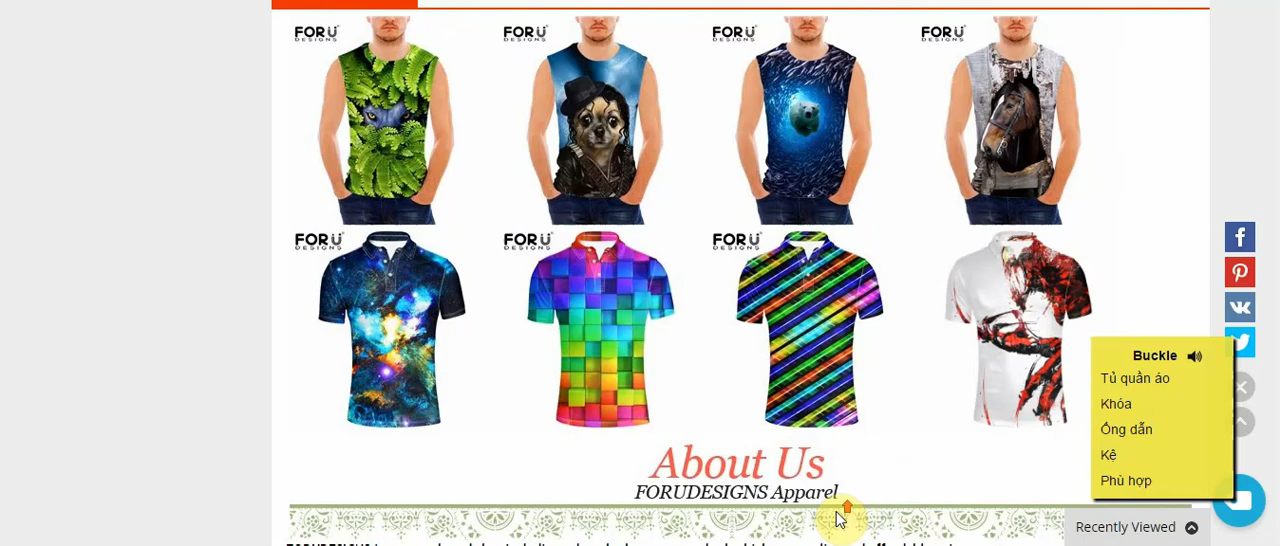 FORU DESIGNS
FORU DESIGNS
FORU DESIGNS
FORU DESIGNS
FORU DESIGNS
FORU DESIGNS
FORU DESIGNS
Buckle
Tủ quần áo
Khóa
Ống dẫn
Kệ
Phù hợp
About Us
FORUDESIGNS Apparel
Recently Viewed